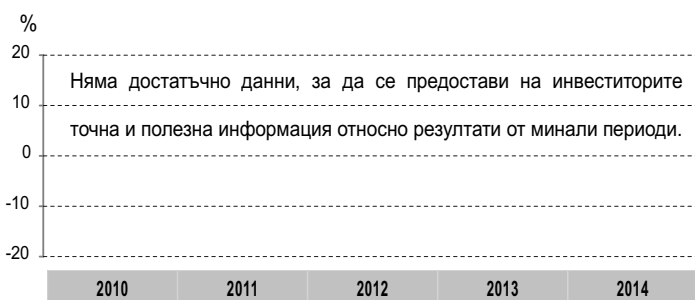 %
20
Няма достатъчно данни, за да се предостави на инвеститорите
10
точна и полезна информация относно резултати от минали периоди.
0
-10
-20
2010 2011 2012 2013 2014